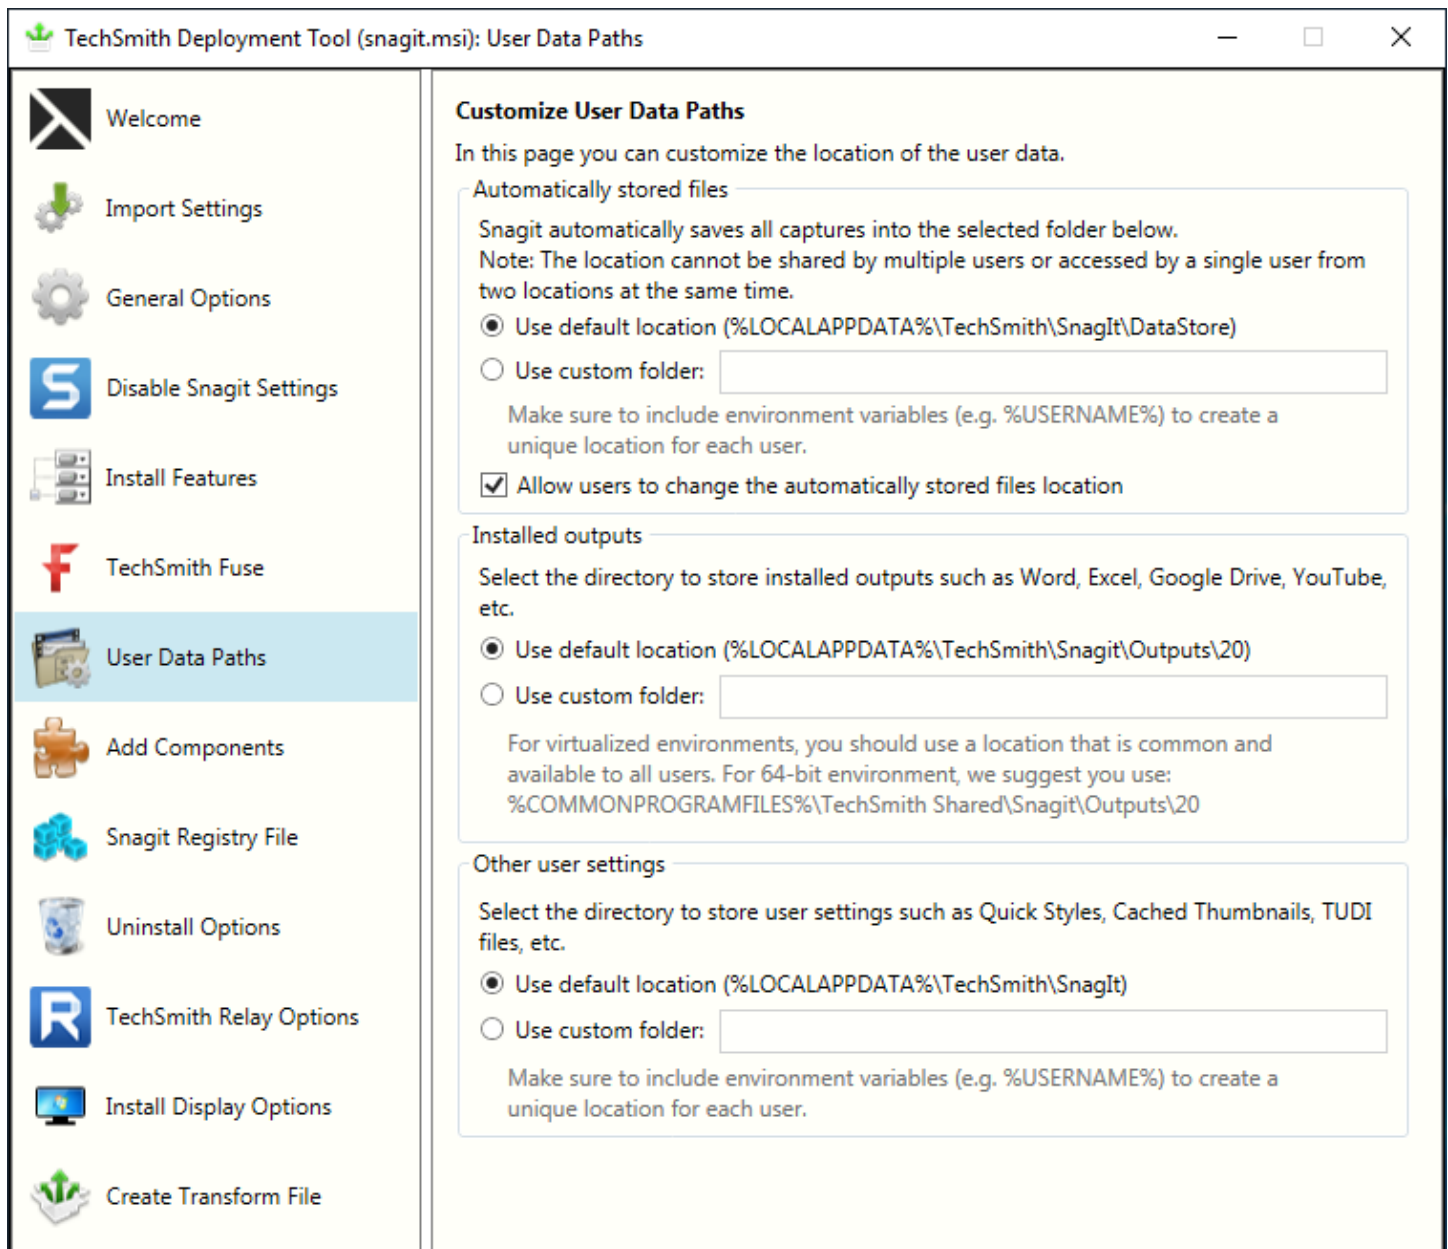 TechSmith Deployment Tool (snagit.msi): User Data Paths
Welcome
Import Settings
General Options
Disable Snagit Settings
Install Features
TechSmith Fuse
User Data Paths
Add Components
Snagit Registry File
Uninstall Options
TechSmith Relay Options
Install Display Options
Create Transform File
Customize User Data Paths
In this page you can customize the location of the user data.
Automatically stored files
Snagit automatically saves all captures into the selected folder below.
Note: The location cannot be shared by multiple users or accessed by a single user from
two locations at the same time.
Use default location (%LOCALAPPDATA%\TechSmith\SnagIt\DataStore)
Use custom folder:
Make sure to include environment variables (e.g. %USERNAME%) to create a
unique location for each user.
Allow users to change the automatically stored files location
Installed outputs
Select the directory to store installed outputs such as Word, Excel, Google Drive, YouTube,
etc.
Use default location (%LOCALAPPDATA%\TechSmith\Snagit\Outputs\20)
Use custom folder:
For virtualized environments, you should use a location that is common and
available to all users. For 64-bit environment, we suggest you use:
%COMMONPROGRAMFILES%\TechSmith Shared\Snagit\Outputs\20
Other user settings
Select the directory to store user settings such as Quick Styles, Cached Thumbnails, TUDI
files, etc.
Use default location (%LOCALAPPDATA%\TechSmith\SnagIt)
Use custom folder:
Make sure to include environment variables (e.g. %USERNAME%) to create a
unique location for each user.